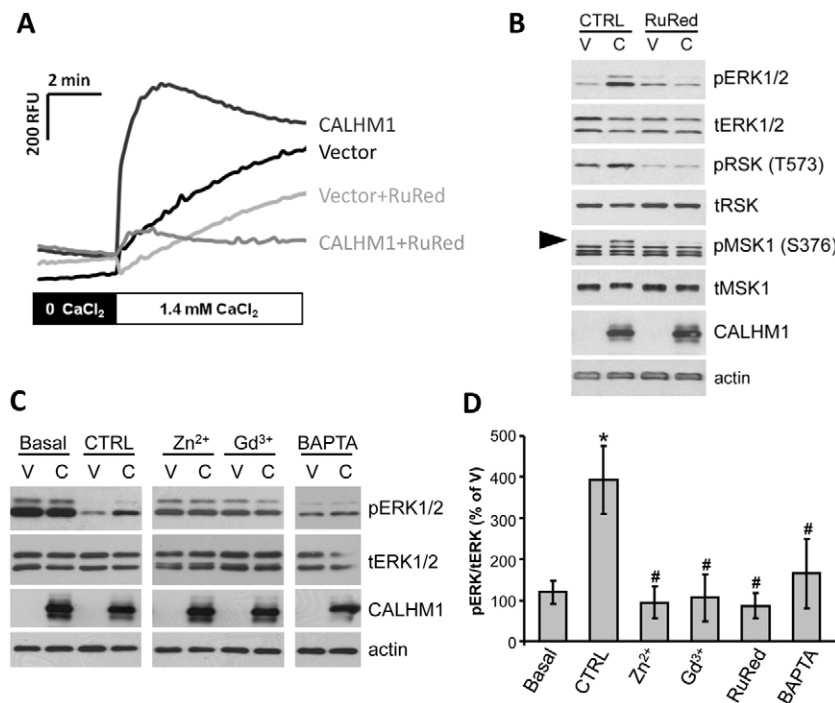 A
2 min
200 RFU
CALHM1
Vector
Vector+RuRed
CALHM1+RuRed
0 CaCl₂
1.4 mM CaCl₂
B
CTRL RuRed
V C V C
pERK1/2
tERK1/2
pRSK (T573)
tRSK
pMSK1 (S376)
tMSK1
CALHM1
actin
C
Basal CTRL Zn²⁺ Gd³⁺ BAPTA
V C V C V C V C V C
pERK1/2
tERK1/2
CALHM1
actin
D
pERK/tERK (% of V)
500
400
300
200
100
0
*
# # # #
Basal CTRL Zn²⁺ Gd³⁺ RuRed BAPTA